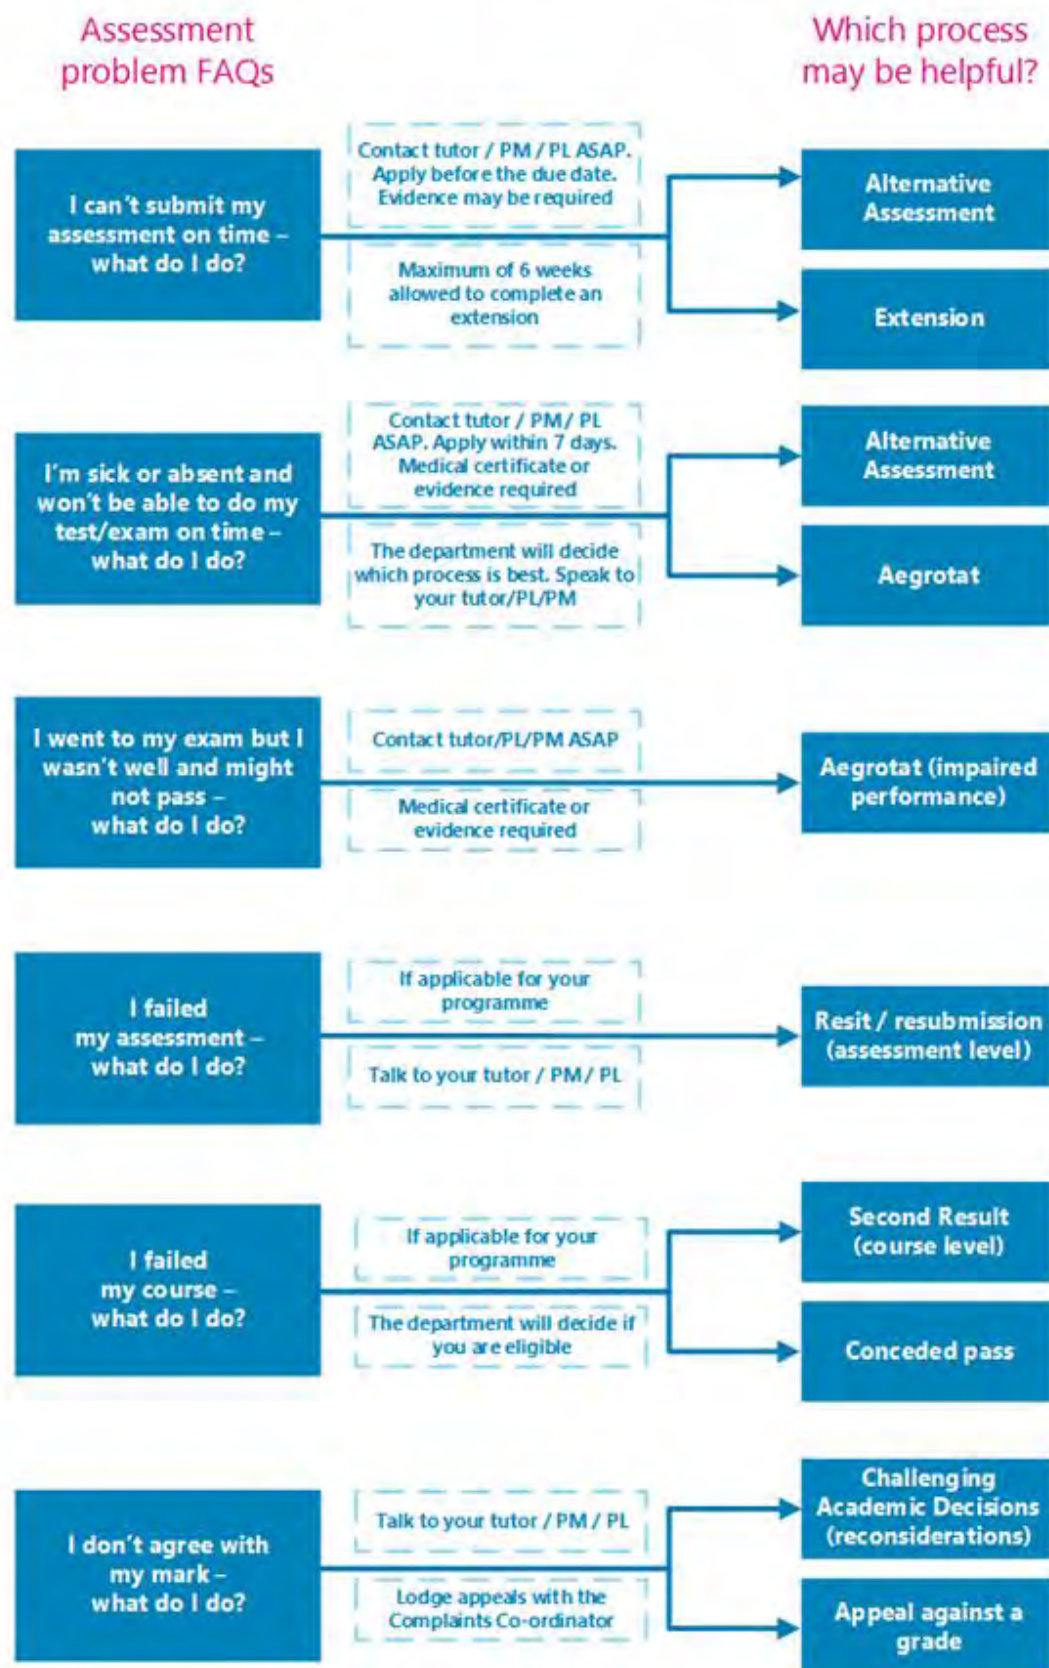 Assessment
problem FAQs
Which process
may be helpful?
I can't submit my
assessment on time –
what do I do?
Contact tutor / PM / PL ASAP.
Apply before the due date.
Evidence may be required
Maximum of 6 weeks
allowed to complete an
extension
Alternative
Assessment
Extension
I'm sick or absent and
won't be able to do my
test/exam on time –
what do I do?
Contact tutor / PM / PL
ASAP. Apply within 7 days.
Medical certificate or
evidence required
The department will decide
which process is best. Speak to
your tutor/PL/PM
Alternative
Assessment
Aegrotat
I went to my exam but I
wasn't well and might
not pass –
what do I do?
Contact tutor/PL/PM ASAP
Medical certificate or
evidence required
Aegrotat (impaired
performance)
I failed
my assessment –
what do I do?
If applicable for your
programme
Talk to your tutor / PM / PL
Resit / resubmission
(assessment level)
I failed
my course –
what do I do?
If applicable for your
programme
The department will decide if
you are eligible
Second Result
(course level)
Conceded pass
I don't agree with
my mark –
what do I do?
Talk to your tutor / PM / PL
Lodge appeals with the
Complaints Co-ordinator
Challenging
Academic Decisions
(reconsiderations)
Appeal against a
grade